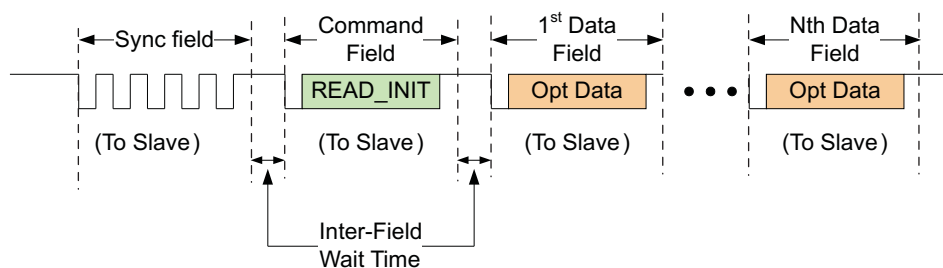 Sync field
Command
Field
1st Data
Field
Nth Data
Field
READ_INIT
Opt Data
Opt Data
(To Slave)
(To Slave)
(To Slave)
(To Slave)
Inter-Field
Wait Time